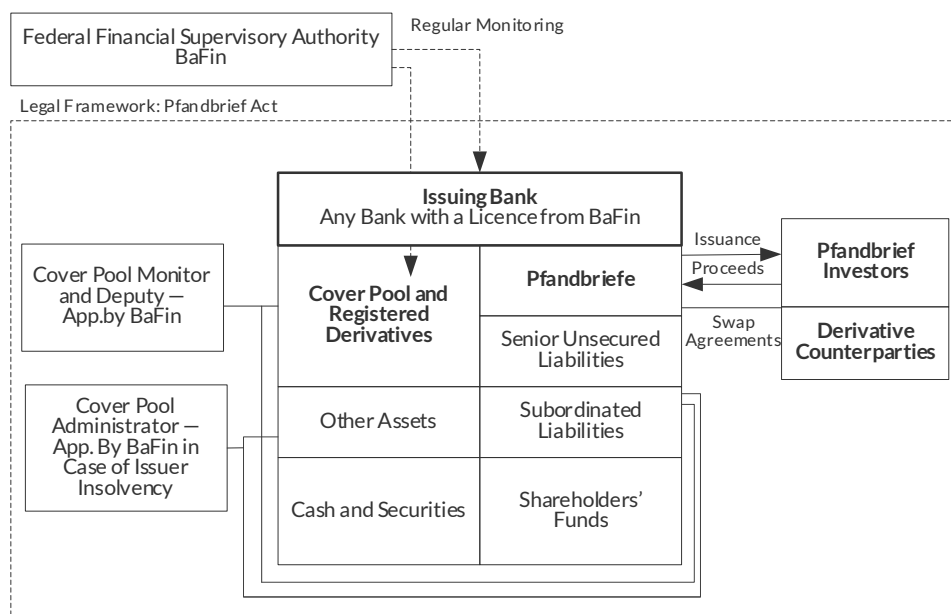 Federal Financial Supervisory Authority
BaFin
Regular Monitoring
Legal Framework: Pfandbrief Act
Issuing Bank
Any Bank with a Licence from BaFin
Cover Pool Monitor
and Deputy —
App.by BaFin
Cover Pool and
Registered
Derivatives
Pfandbriefe
Issuance
Proceeds
Pfandbrief
Investors
Senior Unsecured
Liabilities
Swap
Agreements
Derivative
Counterparties
Cover Pool
Administrator —
App. By BaFin in
Case of Issuer
Insolvency
Other Assets
Subordinated
Liabilities
Cash and Securities
Shareholders’
Funds